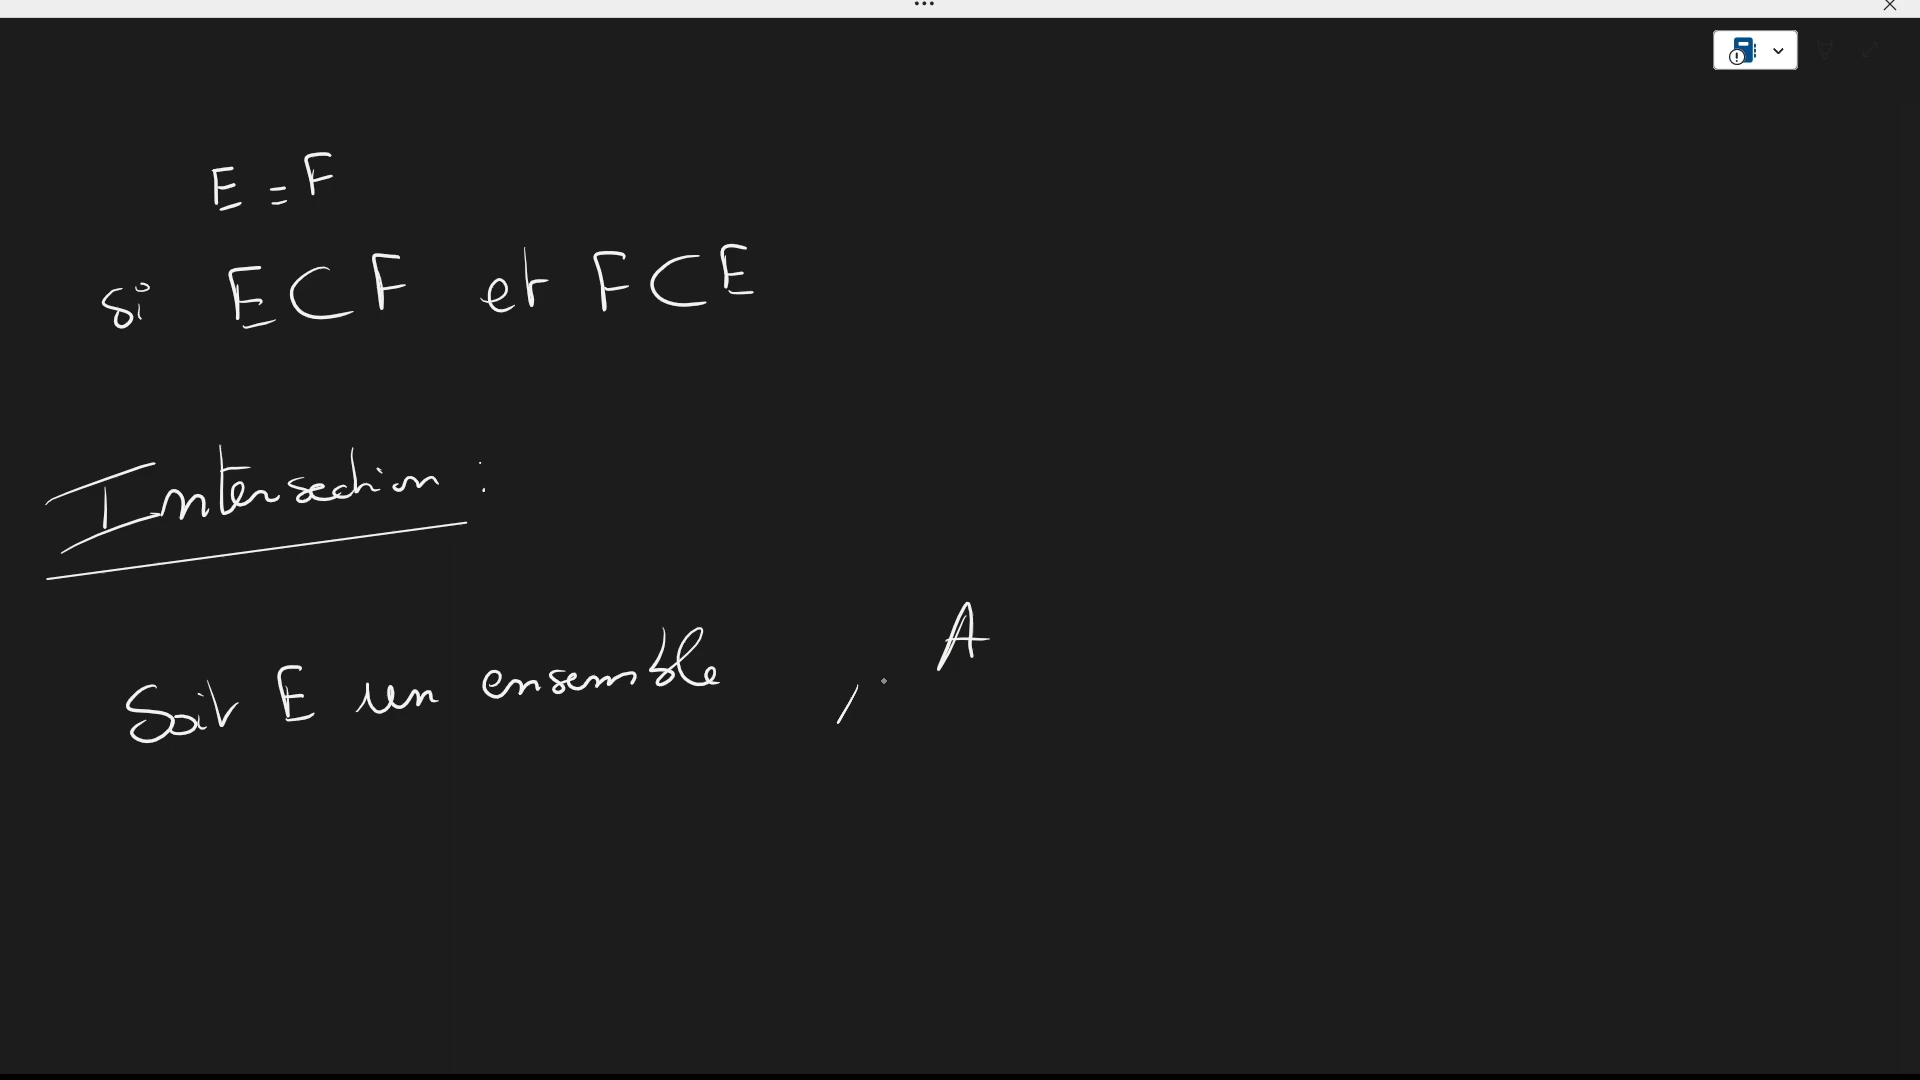 E = F
si E ⊂ F et F ⊂ E
Intersection :
Soit E un ensemble , A